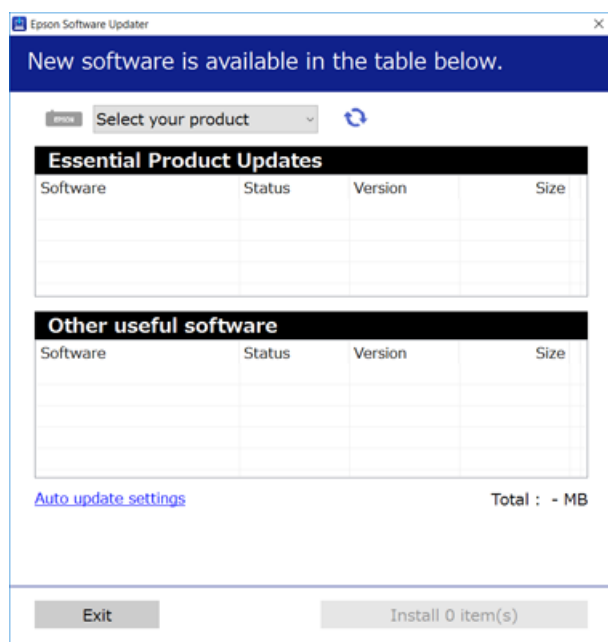 Epson Software Updater
New software is available in the table below.
EPSON Select your product
Essential Product Updates
Software Status Version Size
Other useful software
Software Status Version Size
Auto update settings Total : - MB
Exit Install 0 item(s)